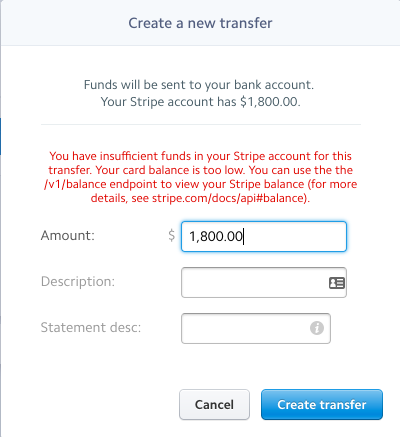 Create a new transfer
Funds will be sent to your bank account.
Your Stripe account has $1,800.00.
You have insufficient funds in your Stripe account for this
transfer. Your card balance is too low. You can use the the
/v1/balance endpoint to view your Stripe balance (for more
details, see stripe.com/docs/api#balance).
Amount: $ 1,800.00
Description:
Statement desc:
Cancel Create transfer